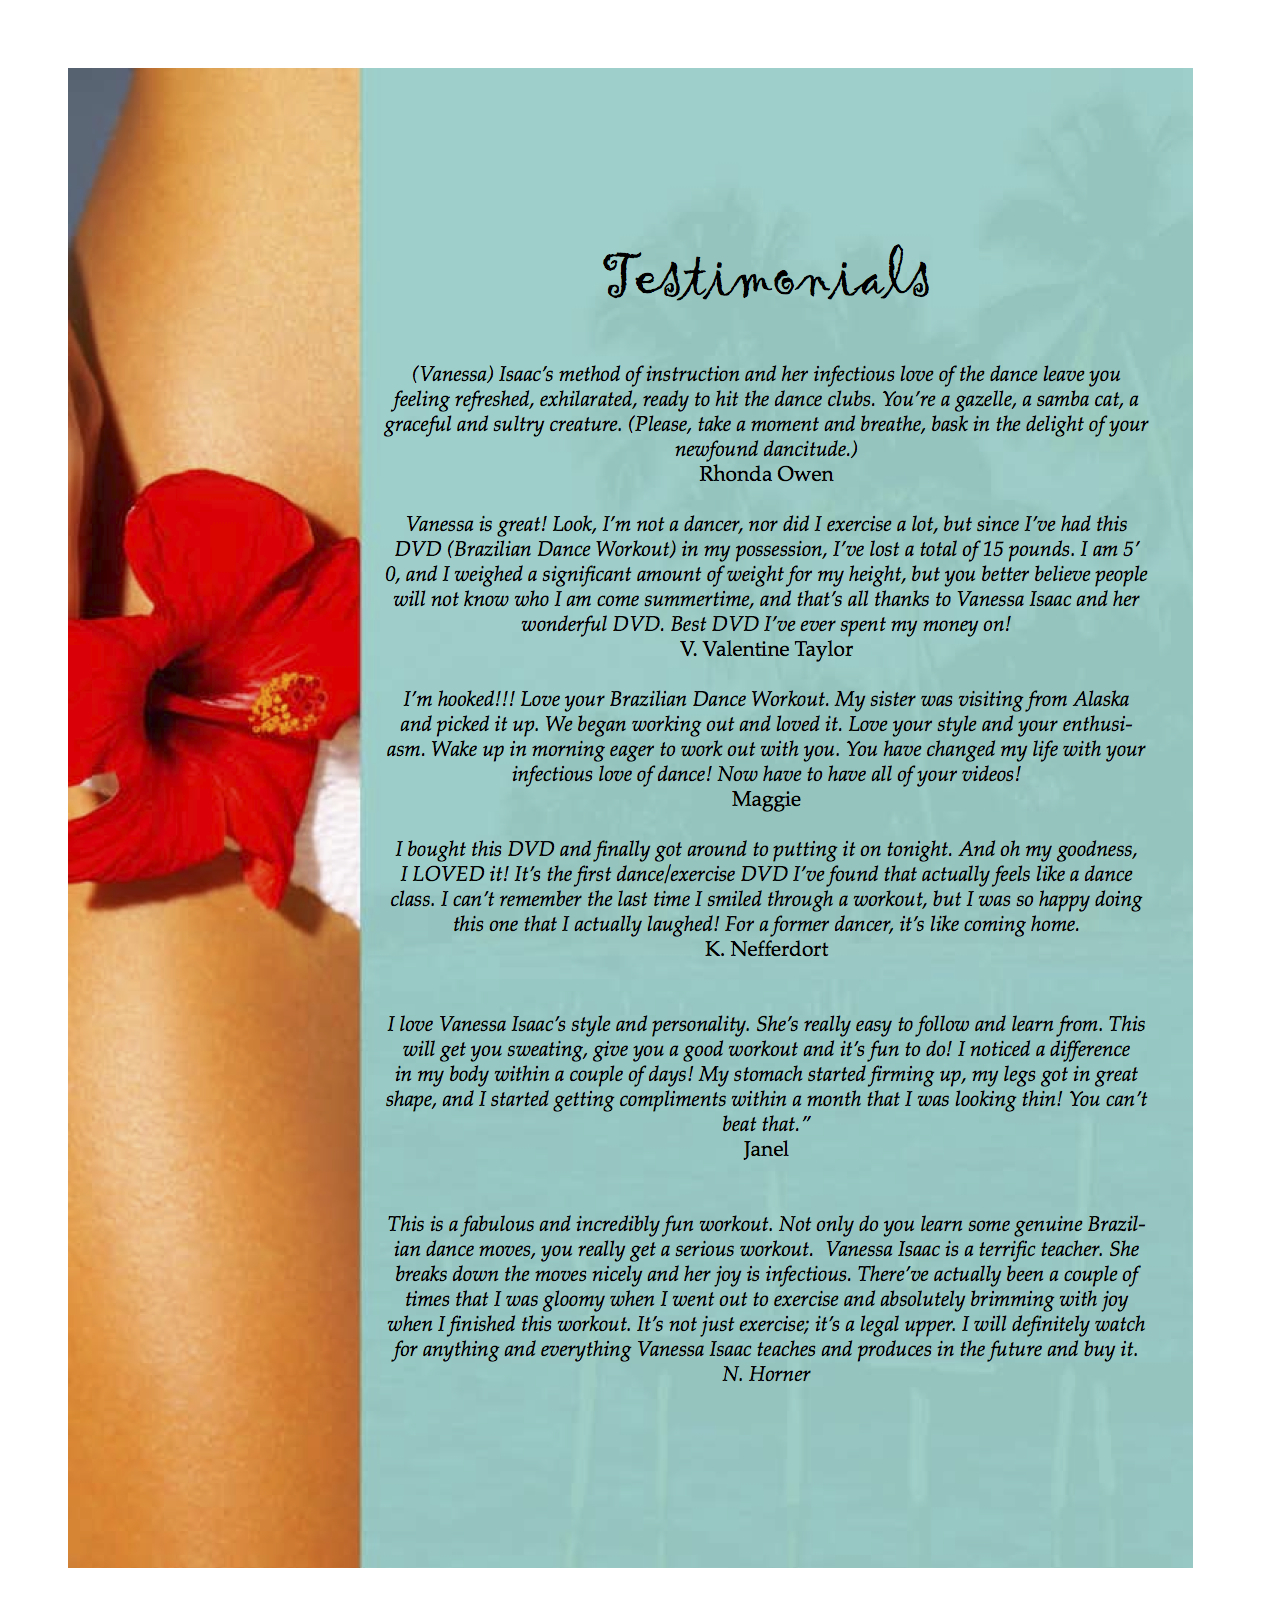 Testimonials
(Vanessa) Isaac’s method of instruction and her infectious love of the dance leave you
feeling refreshed, exhilarated, ready to hit the dance clubs. You’re a gazelle, a samba cat, a
graceful and sultry creature. (Please, take a moment and breathe, bask in the delight of your
newfound dancitude.)
Rhonda Owen
Vanessa is great! Look, I’m not a dancer, nor did I exercise a lot, but since I’ve had this
DVD (Brazilian Dance Workout) in my possession, I’ve lost a total of 15 pounds. I am 5’
0, and I weighed a significant amount of weight for my height, but you better believe people
will not know who I am come summertime, and that’s all thanks to Vanessa Isaac and her
wonderful DVD. Best DVD I’ve ever spent my money on!
V. Valentine Taylor
I’m hooked!!! Love your Brazilian Dance Workout. My sister was visiting from Alaska
and picked it up. We began working out and loved it. Love your style and your enthusi-
asm. Wake up in morning eager to work out with you. You have changed my life with your
infectious love of dance! Now have to have all of your videos!
Maggie
I bought this DVD and finally got around to putting it on tonight. And oh my goodness,
I LOVED it! It’s the first dance/exercise DVD I’ve found that actually feels like a dance
class. I can’t remember the last time I smiled through a workout, but I was so happy doing
this one that I actually laughed! For a former dancer, it’s like coming home.
K. Nefferdort
I love Vanessa Isaac’s style and personality. She’s really easy to follow and learn from. This
will get you sweating, give you a good workout and it’s fun to do! I noticed a difference
in my body within a couple of days! My stomach started firming up, my legs got in great
shape, and I started getting compliments within a month that I was looking thin! You can’t
beat that.”
Janel
This is a fabulous and incredibly fun workout. Not only do you learn some genuine Brazil-
ian dance moves, you really get a serious workout.  Vanessa Isaac is a terrific teacher. She
breaks down the moves nicely and her joy is infectious. There’ve actually been a couple of
times that I was gloomy when I went out to exercise and absolutely brimming with joy
when I finished this workout. It’s not just exercise; it’s a legal upper. I will definitely watch
for anything and everything Vanessa Isaac teaches and produces in the future and buy it.
N. Horner